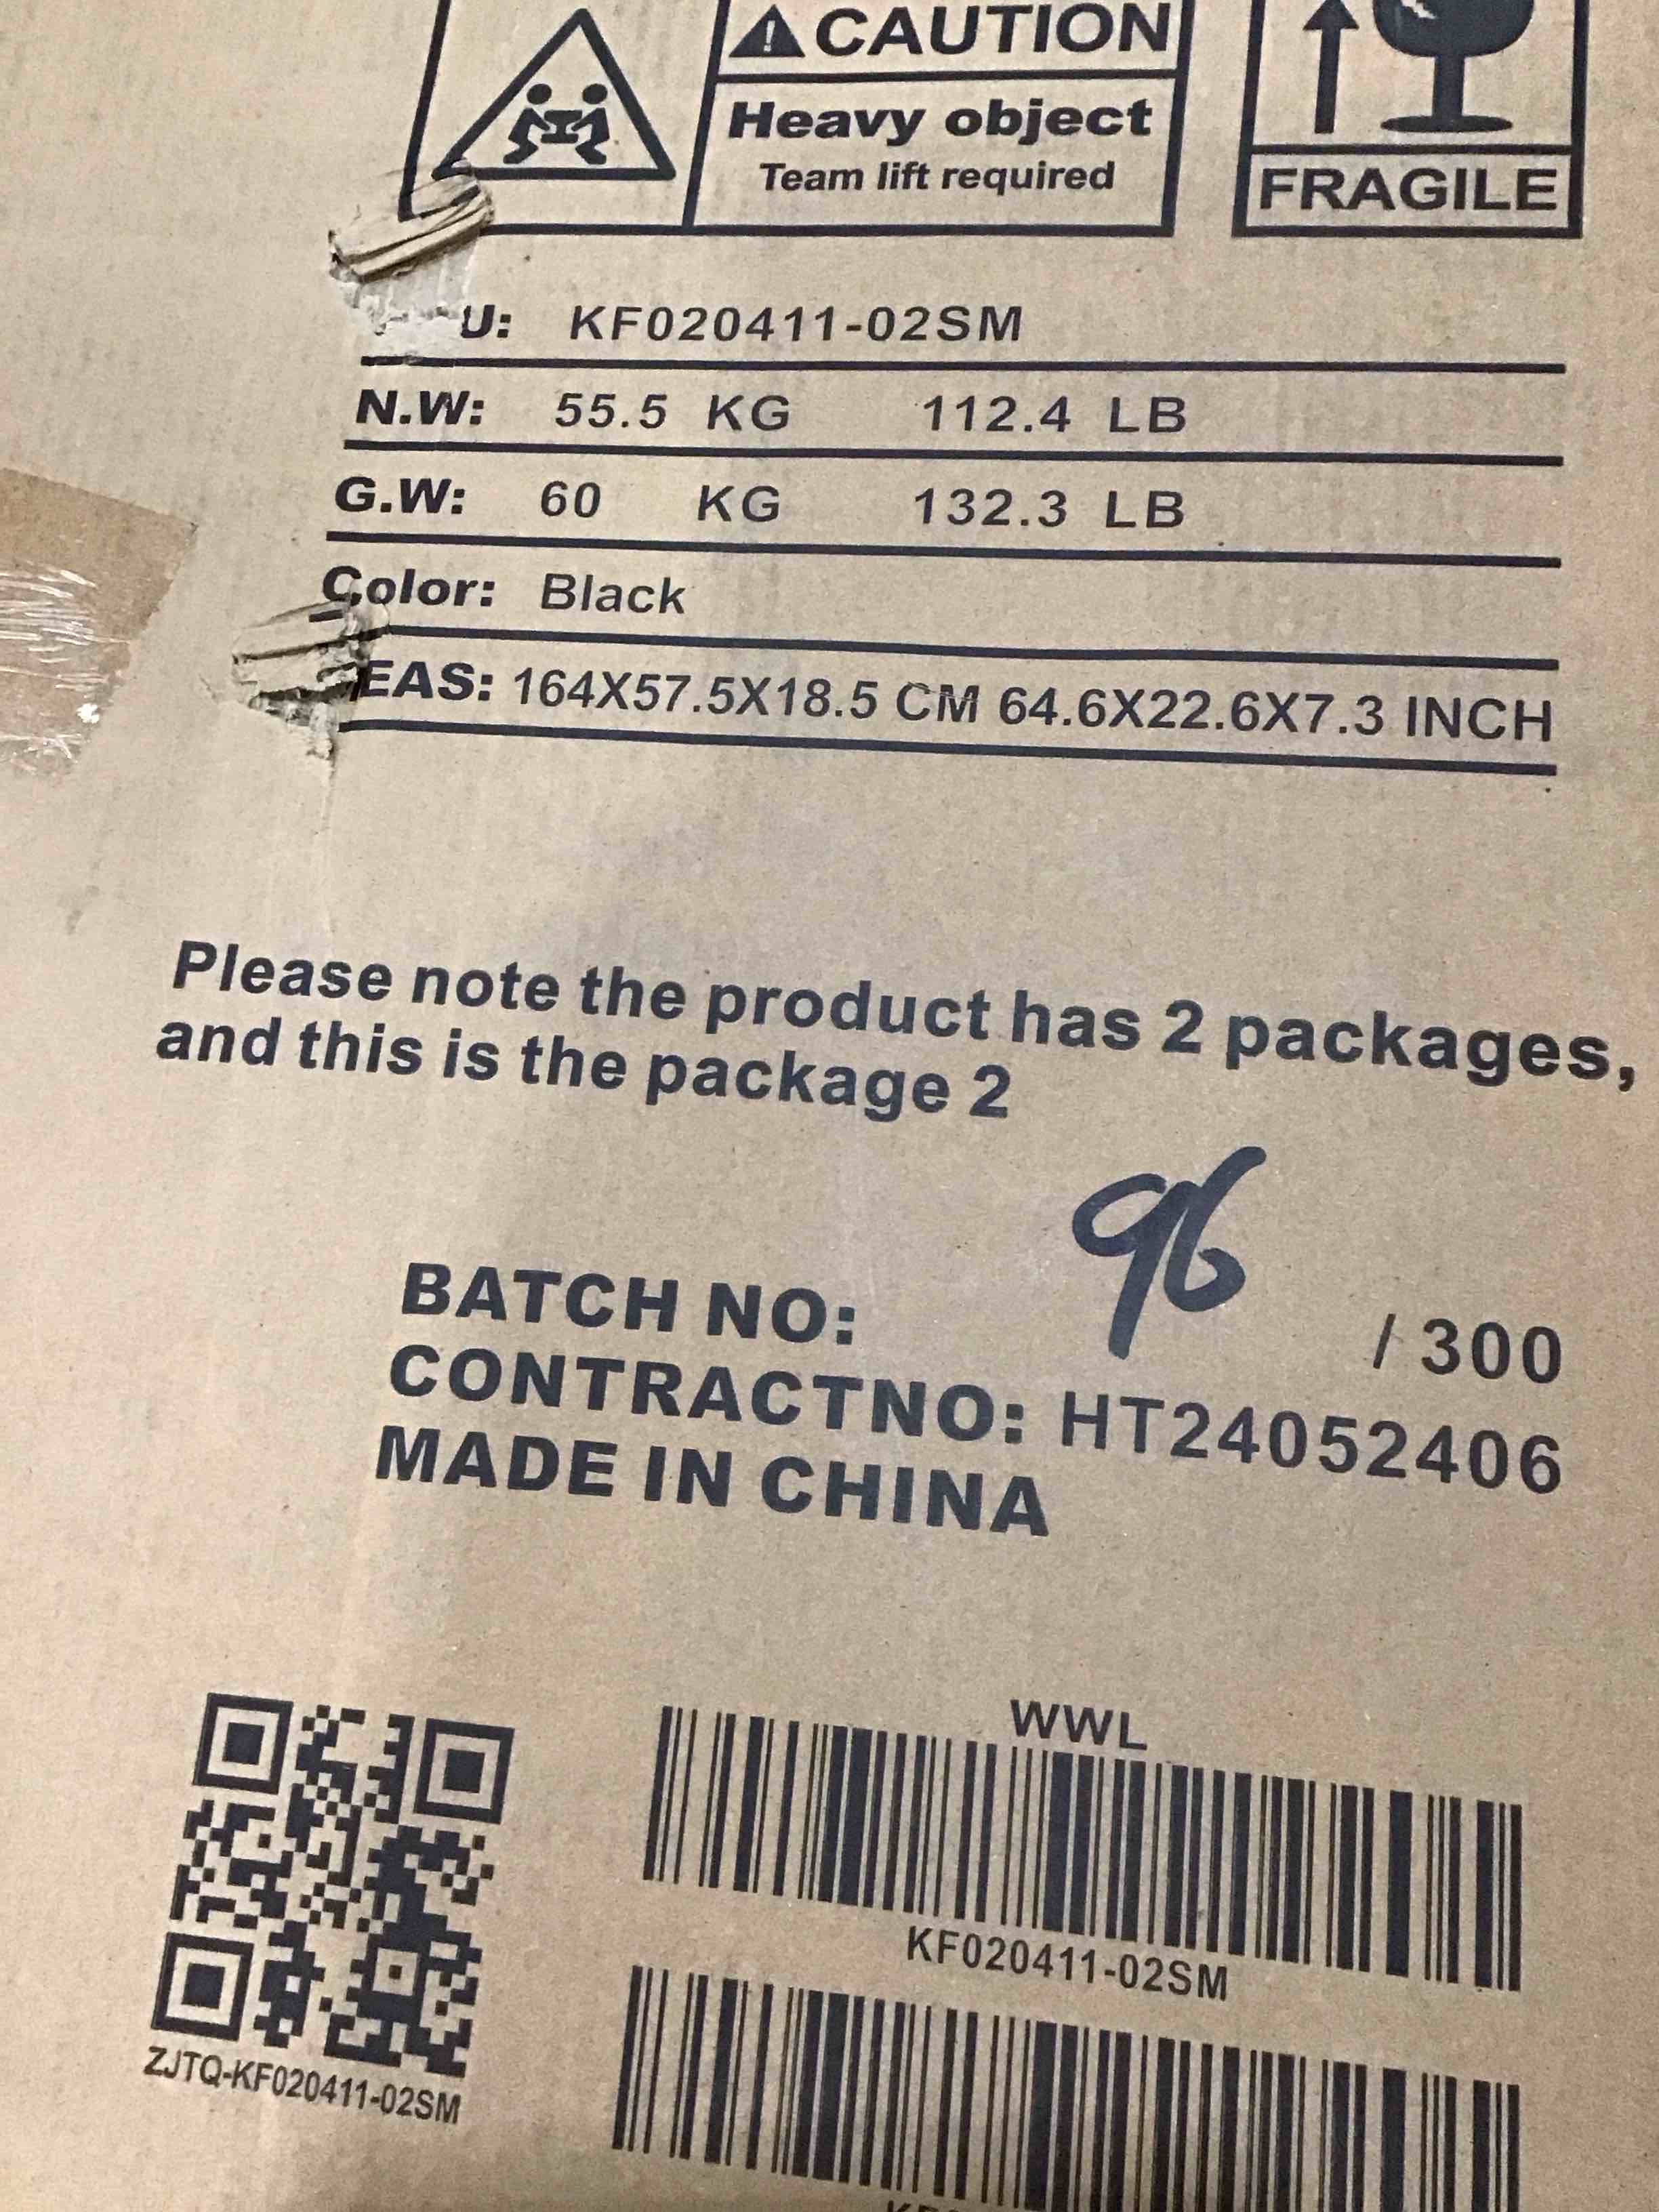 CAUTION
Heavy object
Team lift required
FRAGILE
U: KF020411-02SM
N.W: 55.5 KG 112.4 LB
G.W: 60 KG 132.3 LB
Color: Black
EAS: 164X57.5X18.5 CM 64.6X22.6X7.3 INCH
Please note the product has 2 packages,
and this is the package 2
BATCH NO: 96 / 300
CONTRACTNO: HT24052406
MADE IN CHINA
WWL
KF020411-02SM
ZJTQ-KF020411-02SM